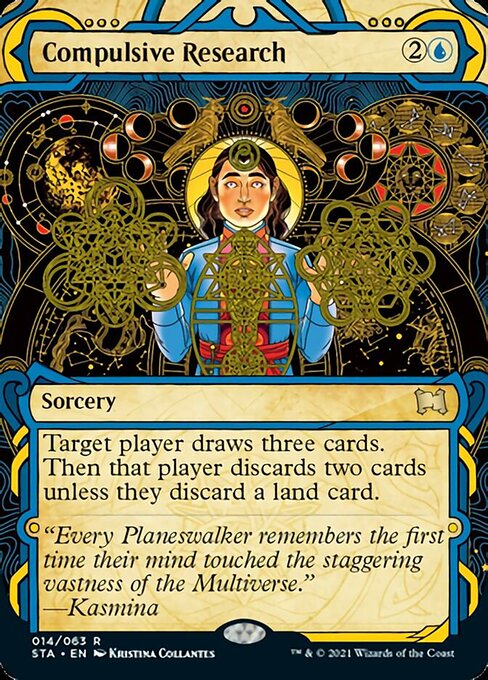 Compulsive Research 2
Sorcery
Target player draws three cards.
Then that player discards two cards
unless they discard a land card.
“Every Planeswalker remembers the first
time their mind touched the staggering
vastness of the Multiverse.”
—Kasmina
014/063 R
STA • EN Kristina Collantes ™ & © 2021 Wizards of the Coast